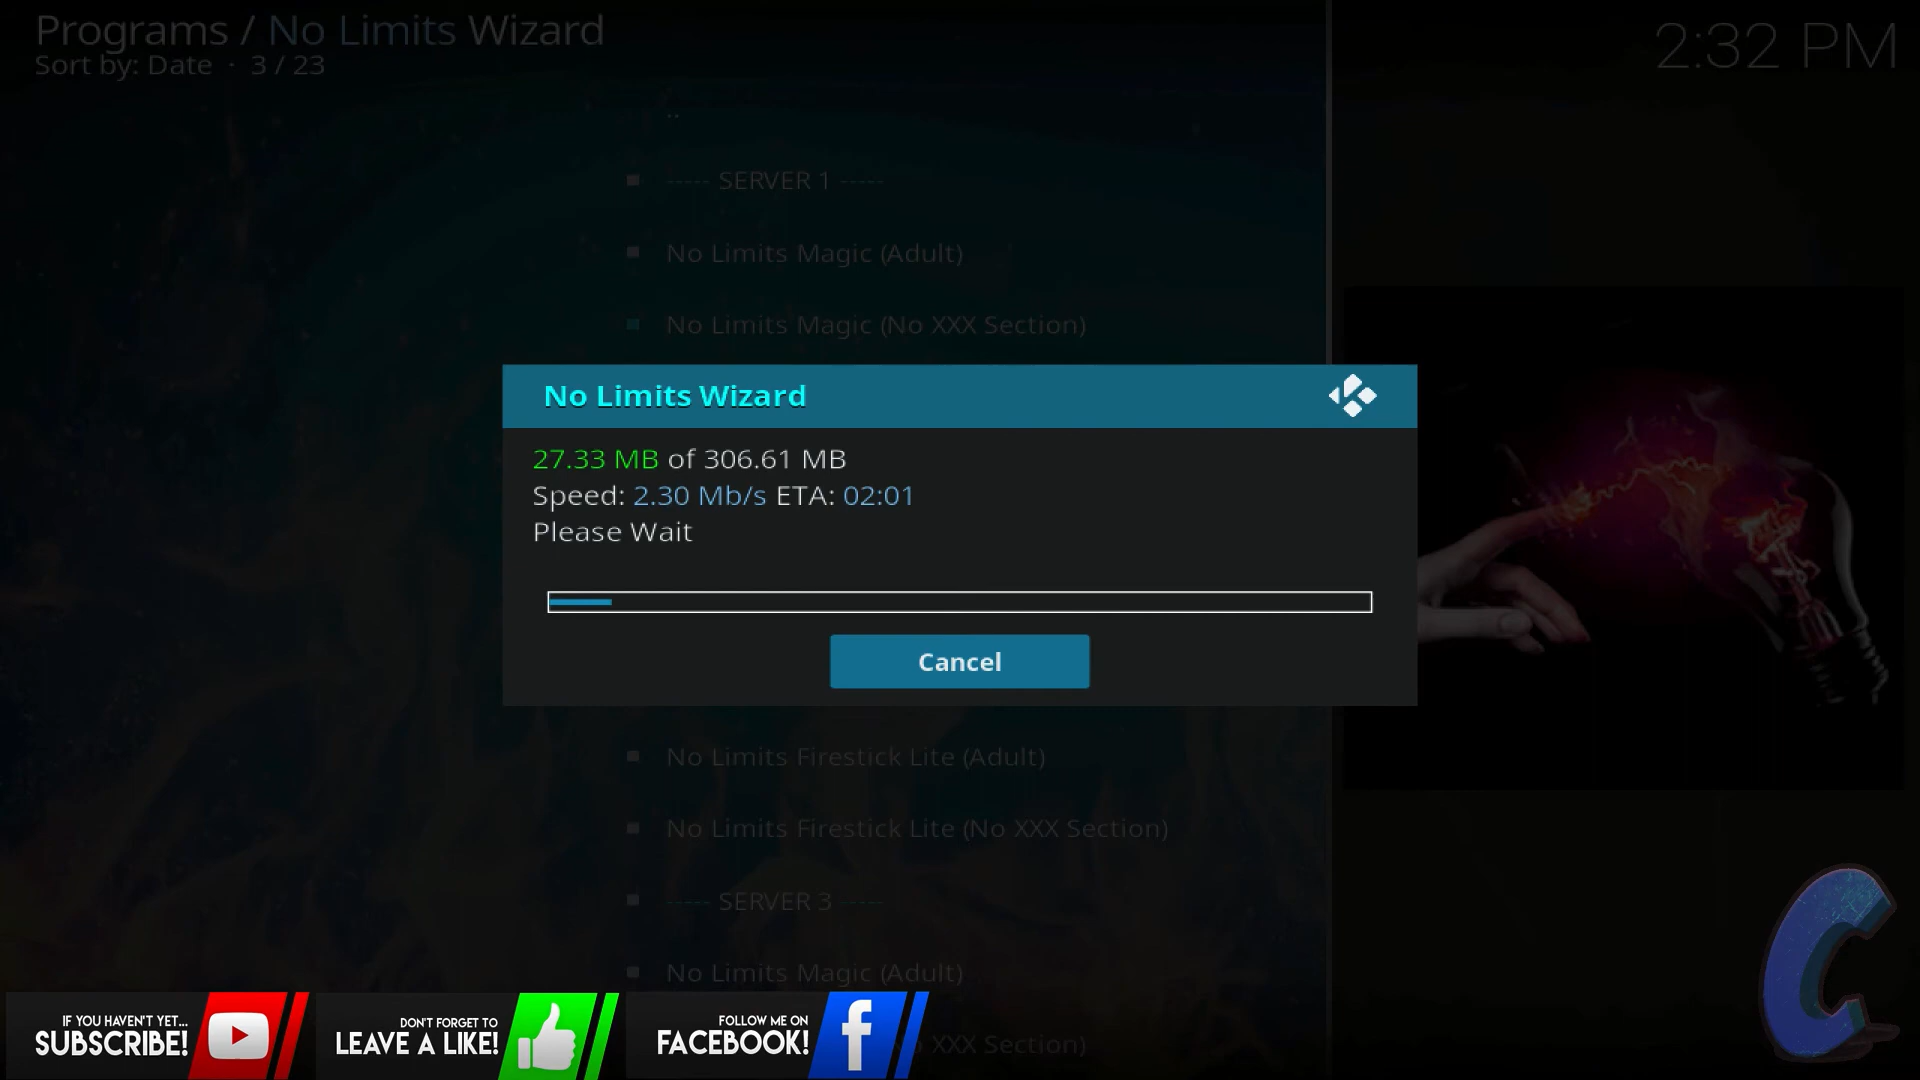 Programs / No Limits Wizard
Sort by: Date · 3 / 23
2:32 PM
..
----- SERVER 1 -----
No Limits Magic (Adult)
No Limits Magic (No XXX Section)
No Limits Wizard
27.33 MB of 306.61 MB
Speed: 2.30 Mb/s ETA: 02:01
Please Wait
Cancel
No Limits Firestick Lite (Adult)
No Limits Firestick Lite (No XXX Section)
----- SERVER 3 -----
No Limits Magic (Adult)
XXX Section)
IF YOU HAVEN'T YET...
SUBSCRIBE!
DON'T FORGET TO
LEAVE A LIKE!
FOLLOW ME ON
FACEBOOK!
f
C